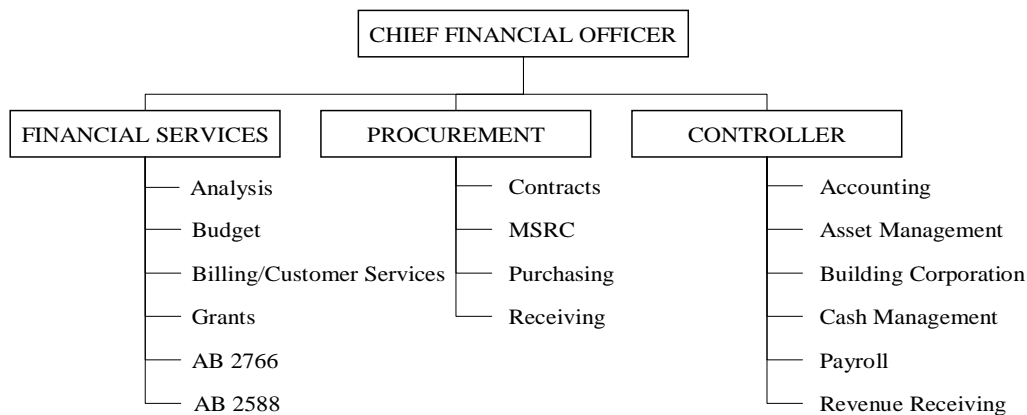 CHIEF FINANCIAL OFFICER
FINANCIAL SERVICES
Analysis
Budget
Billing/Customer Services
Grants
AB 2766
AB 2588
PROCUREMENT
Contracts
MSRC
Purchasing
Receiving
CONTROLLER
Accounting
Asset Management
Building Corporation
Cash Management
Payroll
Revenue Receiving